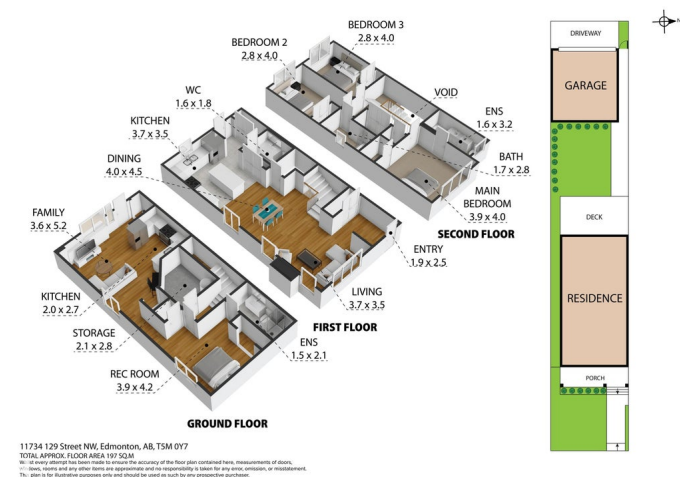 BEDROOM 3
2.8 x 4.0
BEDROOM 2
2.8 x 4.0
WC
1.6 x 1.8
VOID
KITCHEN
3.7 x 3.5
ENS
1.6 x 3.2
DINING
4.0 x 4.5
BATH
1.7 x 2.8
MAIN
BEDROOM
3.9 x 4.0
SECOND FLOOR
FAMILY
3.6 x 5.2
ENTRY
1.9 x 2.5
KITCHEN
2.0 x 2.7
LIVING
3.7 x 3.5
FIRST FLOOR
STORAGE
2.1 x 2.8
ENS
1.5 x 2.1
REC ROOM
3.9 x 4.2
GROUND FLOOR
DRIVEWAY
GARAGE
DECK
RESIDENCE
PORCH
N
11734 129 Street NW, Edmonton, AB, T5M 0Y7
TOTAL APPROX. FLOOR AREA 197 SQ.M
Whilst every attempt has been made to ensure the accuracy of the floor plan contained here, measurements of doors,
windows, rooms and any other items are approximate and no responsibility is taken for any error, omission, or misstatement.
This plan is for illustrative purposes only and should be used as such by any prospective purchaser.